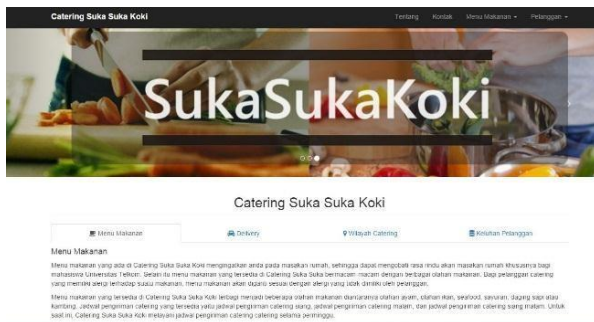 Catering Suka Suka Koki
Tentang Kontak Menu Makanan Pelanggan
SukaSukaKoki
Catering Suka Suka Koki
Menu Makanan Delivery Wilayah Catering Keluhan Pelanggan
Menu Makanan
Menu makanan yang ada di Catering Suka Suka Koki mengingatkan anda pada masakan rumah, sehingga dapat mengobati rasa rindu akan masakan rumah khususnya bagi
mahasiswa Universitas Telkom. Selain itu menu makanan yang tersedia di Catering Suka Suka bermacam macam dengan berbagai olahan makanan. Bagi pelanggan catering
yang memiliki alergi terhadap suatu makanan, menu makanan akan diganti sesuai dengan alergi yang tidak dimiliki oleh pelanggan.
Menu makanan yang tersedia di Catering Suka Suka Koki terbagi menjadi beberapa olahan makanan diantaranya olahan ayam, olahan ikan, seafood, sayuran, daging sapi atau
kambing. Jadwal pengiriman catering yang tersedia yaitu jadwal pengiriman catering siang, jadwal pengiriman catering malam, dan jadwal pengiriman catering siang malam. Untuk
saat ini, Catering Suka Suka Koki melayani jadwal pengiriman catering catering selama perminggu.